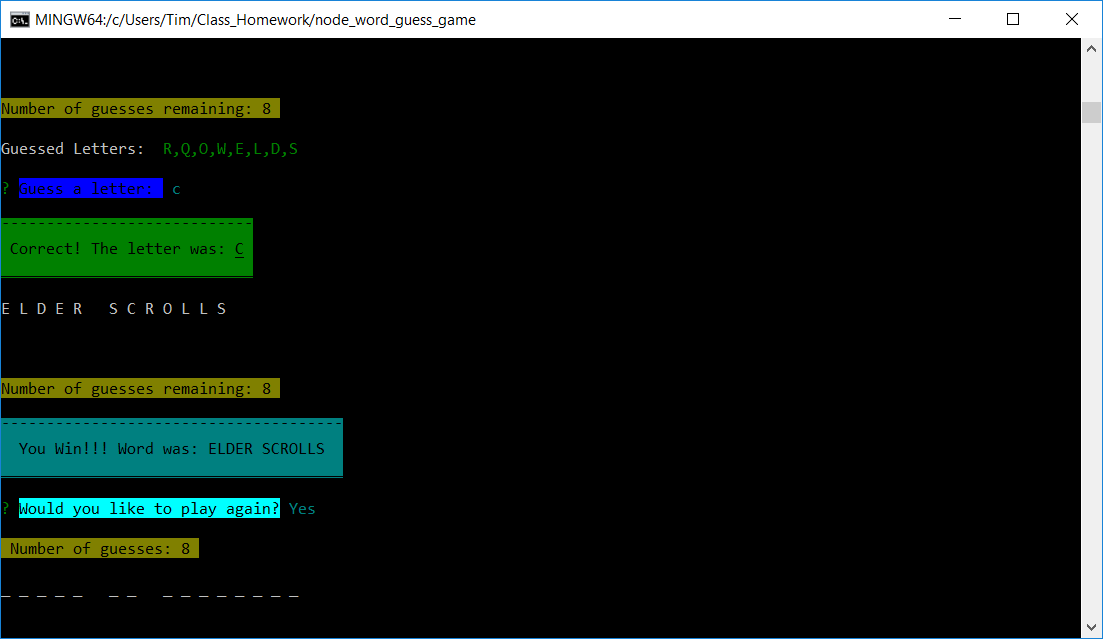 MINGW64:/c/Users/Tim/Class_Homework/node_word_guess_game
Number of guesses remaining: 8
Guessed Letters:  R,Q,O,W,E,L,D,S
? Guess a letter:  c
----------------------------
Correct! The letter was: C
E L D E R   S C R O L L S
Number of guesses remaining: 8
--------------------------------------
You Win!!! Word was: ELDER SCROLLS
? Would you like to play again? Yes
Number of guesses: 8
_ _ _ _ _   _ _   _ _ _ _ _ _ _ _